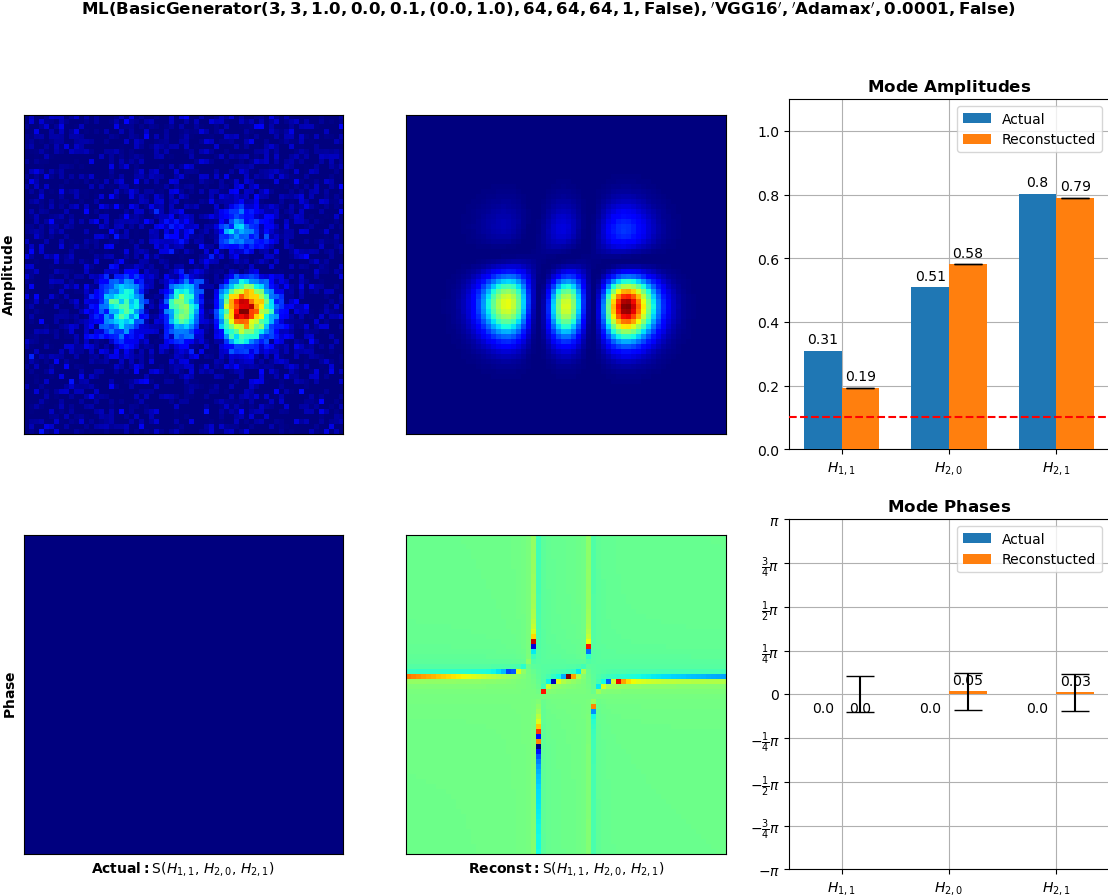 ML(BasicGenerator(3, 3, 1.0, 0.0, 0.1, (0.0, 1.0), 64, 64, 64, 1, False), ′VGG16′, ′Adamax′, 0.0001, False)
Amplitude
Mode Amplitudes
Actual
Reconstucted
1.0
0.8
0.6
0.4
0.2
0.0
0.31
0.19
0.51
0.58
0.8
0.79
H1,1
H2,0
H2,1
Phase
Actual: S(H1,1, H2,0, H2,1)
Reconst: S(H1,1, H2,0, H2,1)
Mode Phases
Actual
Reconstucted
π
3/4π
1/2π
1/4π
0
−1/4π
−1/2π
−3/4π
−π
0.0
0.0
0.0
0.05
0.0
0.03
H1,1
H2,0
H2,1